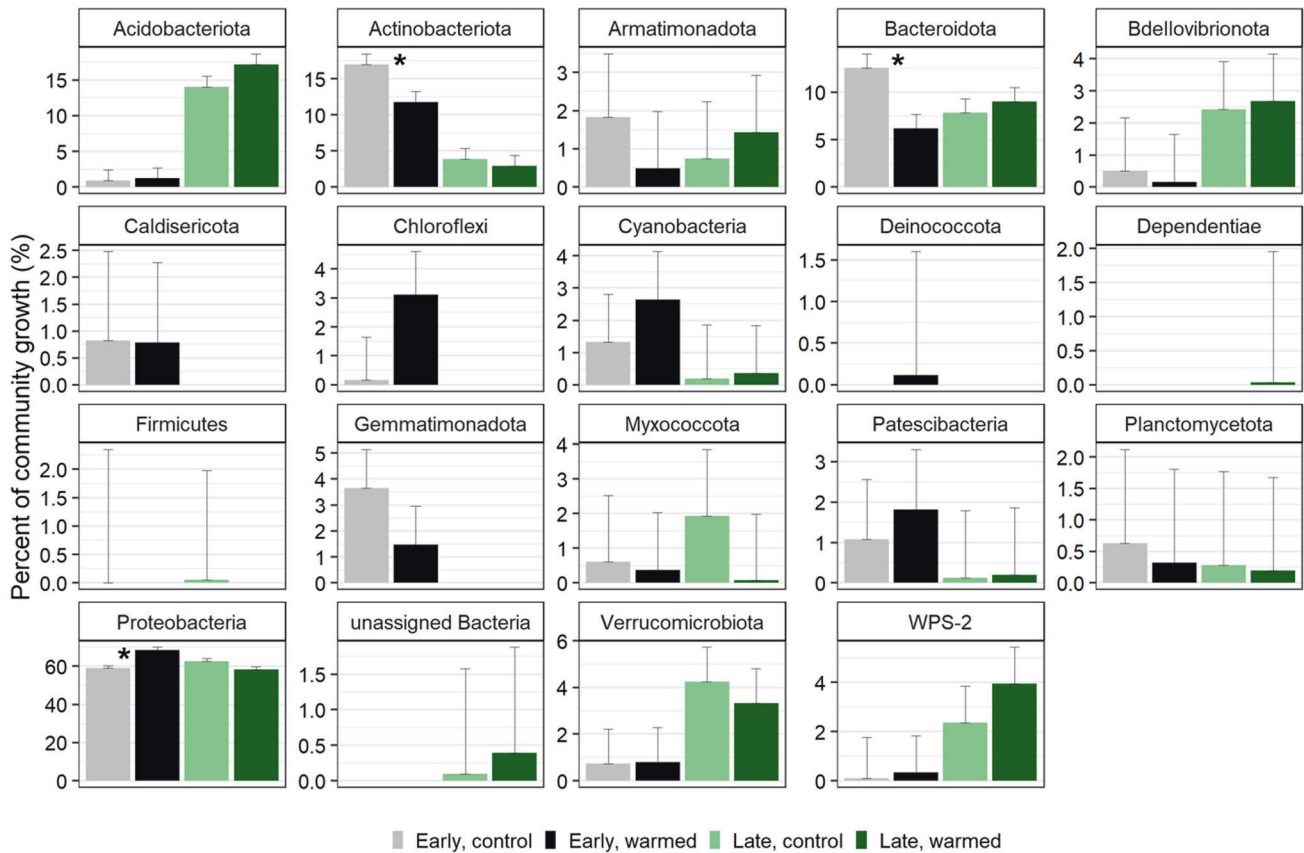 Acidobacteriota Actinobacteriota Armatimonadota Bacteroidota Bdellovibrionota
15 15 3 10 4
10 10 2 5 3
5 5 1 0 2
0 0 0 1
0
*
*
Caldisericota Chloroflexi Cyanobacteria Deinococcota Dependentiae
2.5 4 4 1.5 2.0
2.0 3 3 1.0 1.5
1.5 2 2 0.5 1.0
1.0 1 1 0.0 0.5
0.5 0 0 0.0
0.0
Percent of community growth (%)
Firmicutes Gemmatimonadota Myxococcota Patescibacteria Planctomycetota
2.0 5 4 3 2.0
1.5 4 3 2 1.5
1.0 3 2 1 1.0
0.5 2 1 0 0.5
0.0 1 0 0.0
0
Proteobacteria unassigned Bacteria Verrucomicrobiota WPS-2
60 1.5 6 4
40 1.0 4 2
20 0.5 2 0
0 0.0 0
*
Early, control Early, warmed Late, control Late, warmed